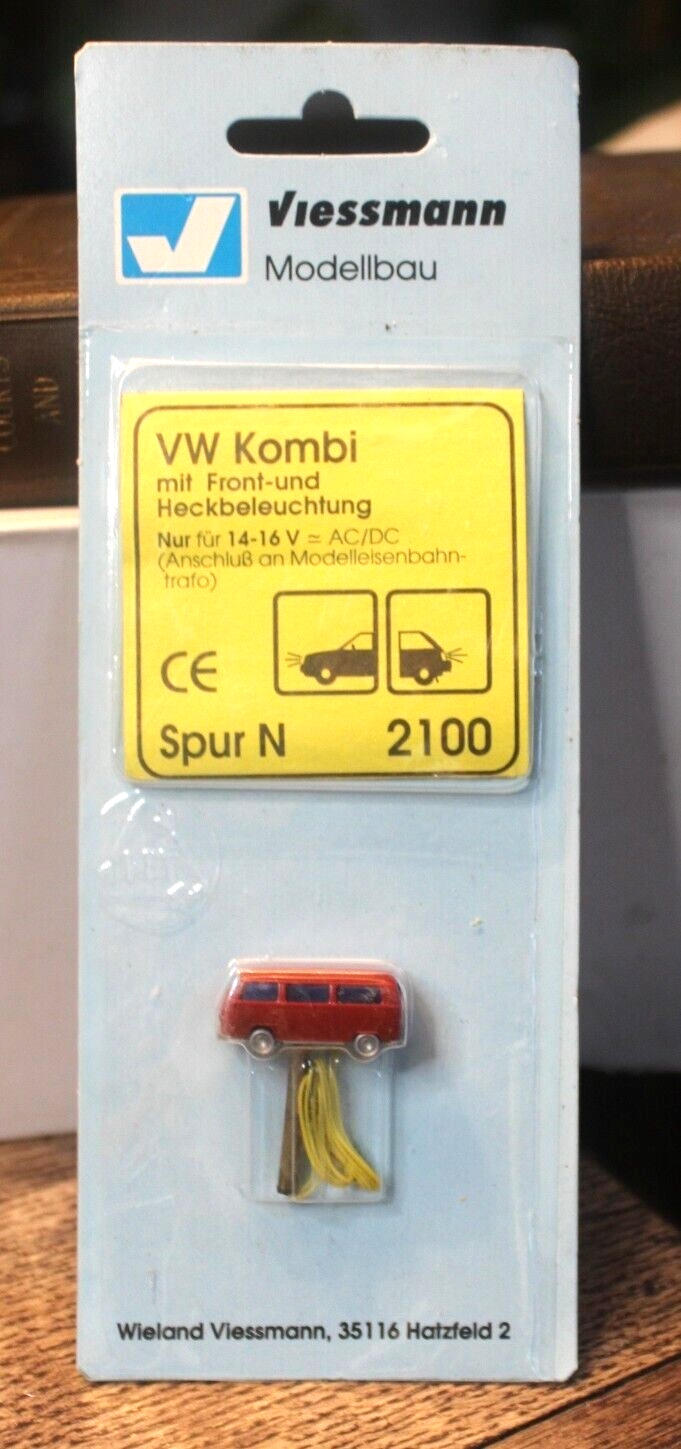 Viessmann
Modellbau
VW Kombi
mit Front-und
Heckbeleuchtung
Nur für 14-16 V ≃ AC/DC
(Anschluß an Modelleisenbahn-
trafo)
CE
Spur N 2100
Wieland Viessmann, 35116 Hatzfeld 2
AND